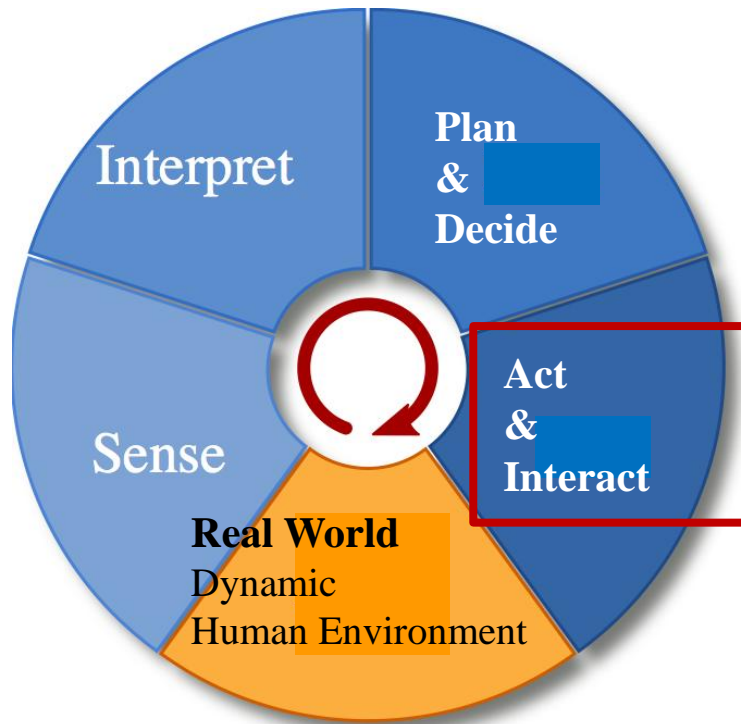 Interpret
Plan
&
Decide
Act
&
Interact
Sense
Real World
Dynamic
Human Environment